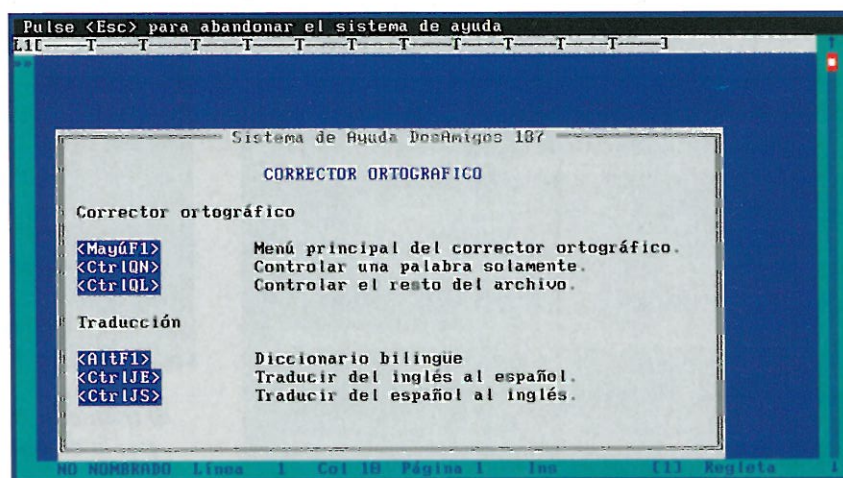 Pulse <Esc> para abandonar el sistema de ayuda
L1[——T——T——T——T——T——T——T——T——T——T——T——]
>>
Sistema de Ayuda DosAmigos 187
CORRECTOR ORTOGRAFICO
Corrector ortográfico
<MayúF1> Menú principal del corrector ortográfico.
<CtrlQN> Controlar una palabra solamente.
<CtrlQL> Controlar el resto del archivo.
Traducción
<AltF1> Diccionario bilingüe
<CtrlJE> Traducir del inglés al español.
<CtrlJS> Traducir del español al inglés.
NO NOMBRADO Línea 1 Col 18 Página 1 Ins [1] Regleta